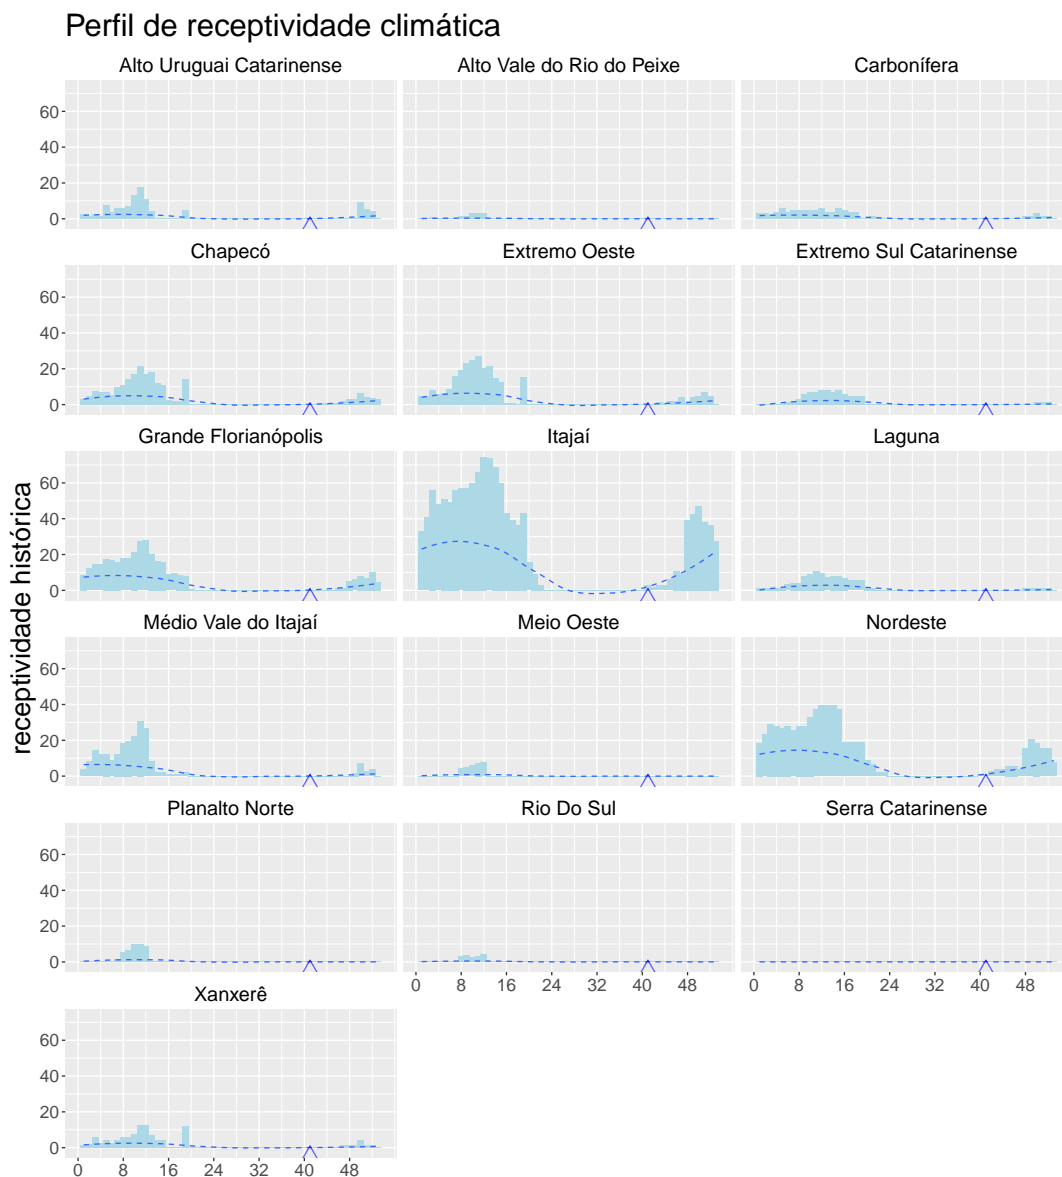 Perfil de receptividade climática
Alto Uruguai Catarinense Alto Vale do Rio do Peixe Carbonífera
60
40
20
0
Chapecó Extremo Oeste Extremo Sul Catarinense
60
40
20
0
Grande Florianópolis Itajaí Laguna
60
40
20
0
receptividade histórica
Médio Vale do Itajaí Meio Oeste Nordeste
60
40
20
0
Planalto Norte Rio Do Sul Serra Catarinense
60
40
20
0
0 8 16 24 32 40 48 0 8 16 24 32 40 48
Xanxerê
60
40
20
0
0 8 16 24 32 40 48